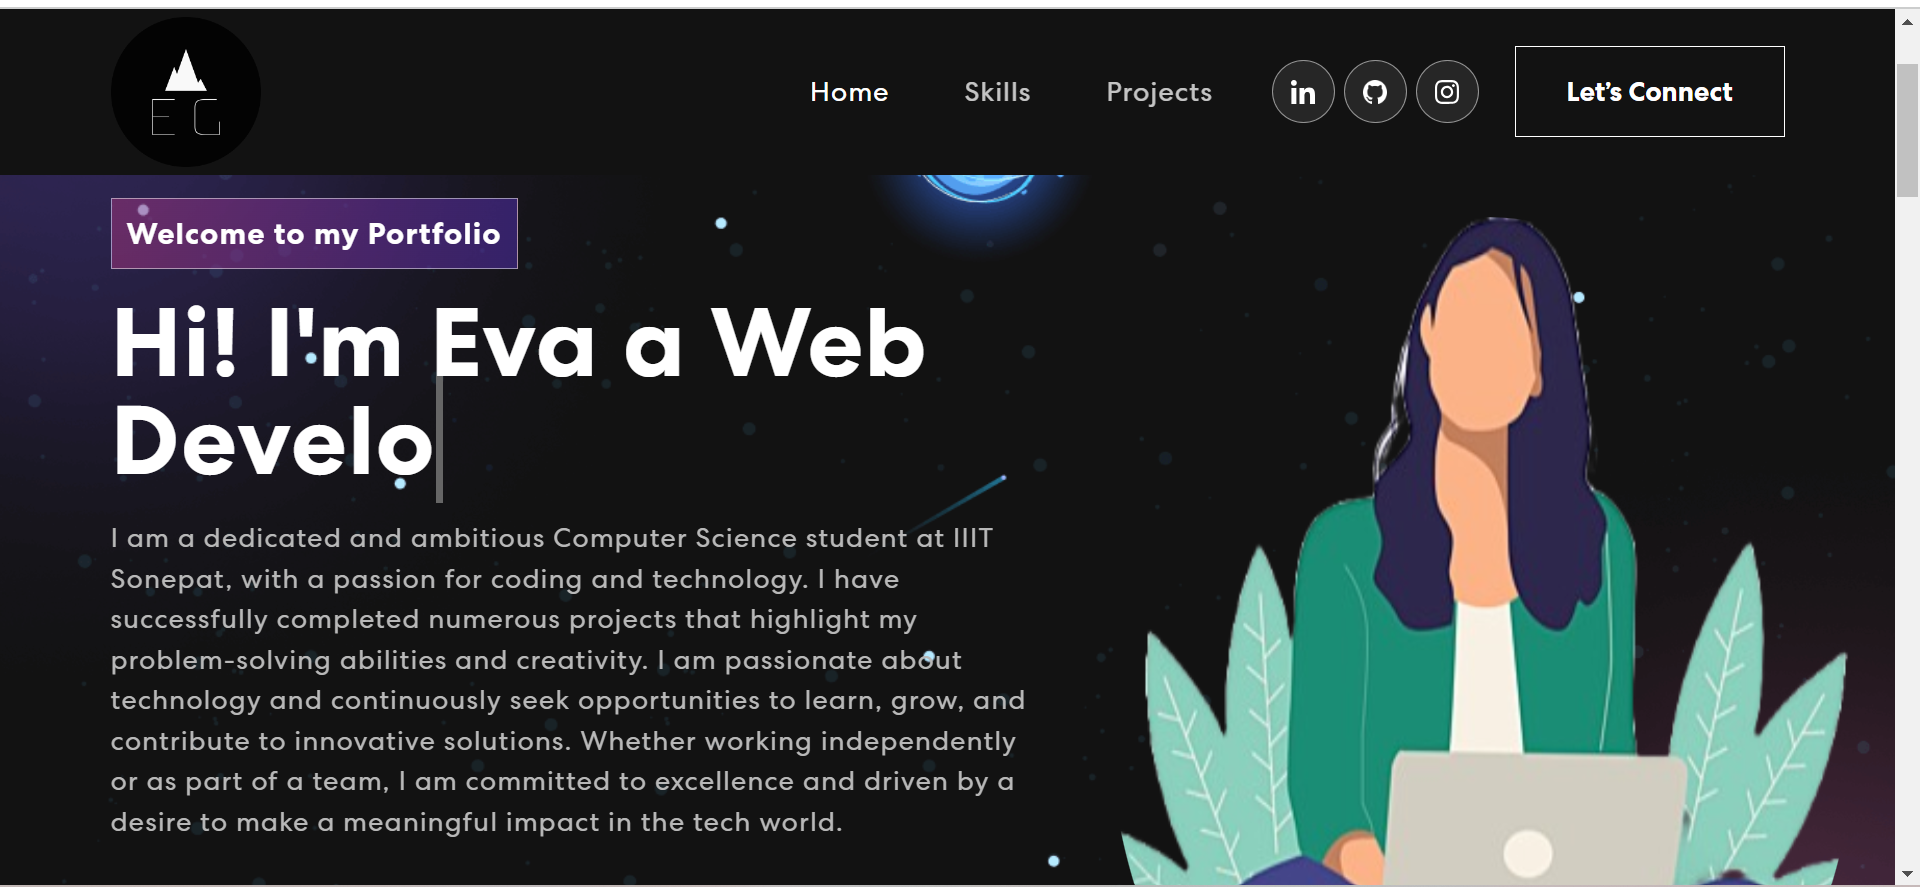 E G
Home Skills Projects Let’s Connect
Welcome to my Portfolio
Hi! I'm Eva a Web
Develo
I am a dedicated and ambitious Computer Science student at IIIT
Sonepat, with a passion for coding and technology. I have
successfully completed numerous projects that highlight my
problem-solving abilities and creativity. I am passionate about
technology and continuously seek opportunities to learn, grow, and
contribute to innovative solutions. Whether working independently
or as part of a team, I am committed to excellence and driven by a
desire to make a meaningful impact in the tech world.